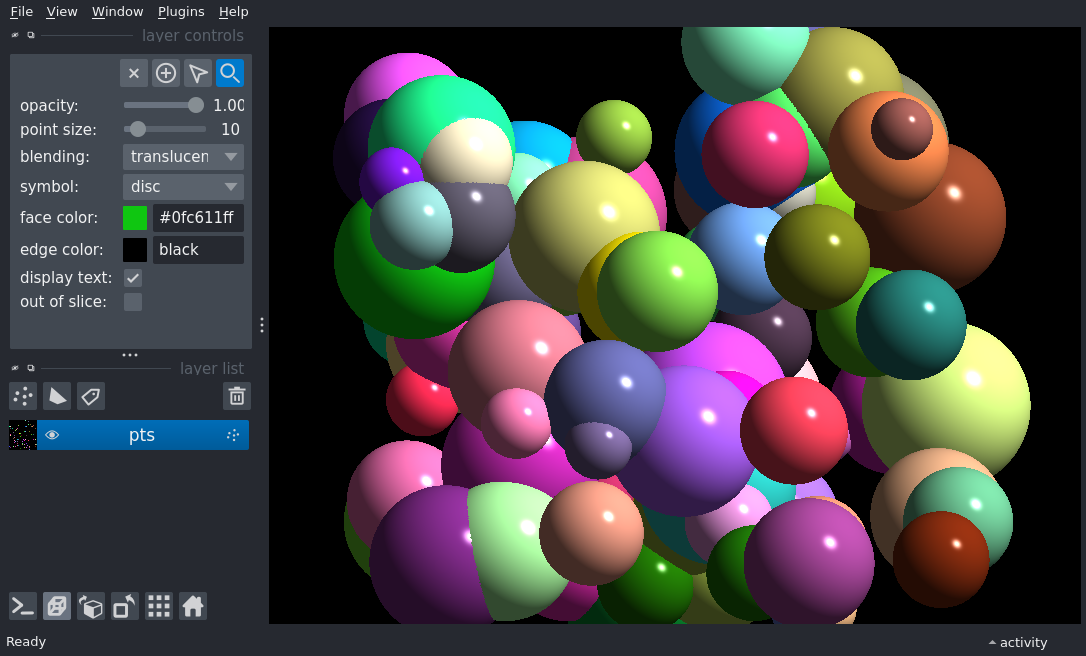 File View Window Plugins Help
layer controls
opacity: 1.00
point size: 10
blending: translucen
symbol: disc
face color: #0fc611ff
edge color: black
display text:
out of slice:
layer list
pts
Ready
activity